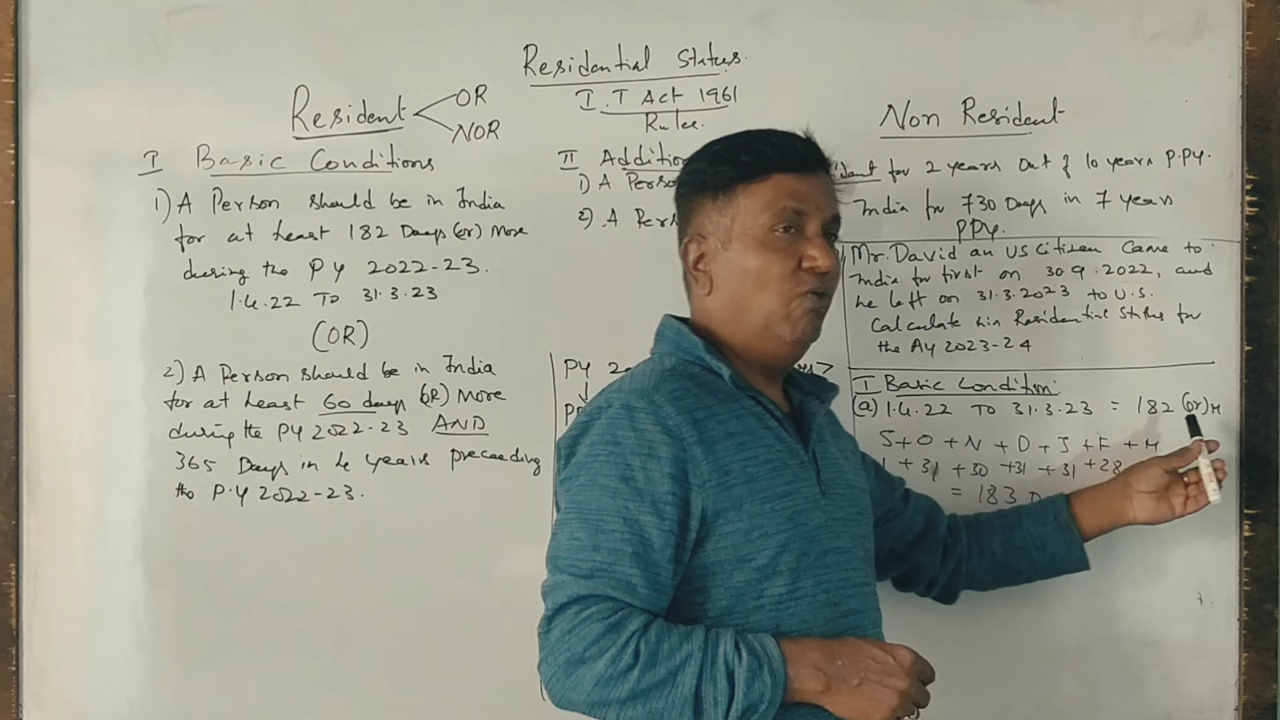 Residential Status.
I.T Act 1961
Rules.
Resident
OR
NOR
Non Resident
I Basic Conditions
1) A Person should be in India
for at least 182 Days (or) More
during the P Y 2022-23.
1.4.22 TO 31.3.23
(OR)
2) A Person should be in India
for at least 60 days (OR) More
during the PY 2022-23 AND
365 Days in 4 years preceeding
the P.Y 2022-23.
II Addition
1) A Perso
2) A Pers
for 2 years out of 10 years P.PY.
India for 730 Days in 7 years
PPY.
PY
Mr. David an US Citizen Came to
India for first on 30.9.2022, and
he left on 31.3.2023 to U.S.
Calculate his Residential Status for
the AY 2023-24
I Basic Condition:
(a) 1.4.22 TO 31.3.23 = 182 (or) M
S+O+N+D+J+F+M
1 +31 +30 +31 +31 +28
= 183 D